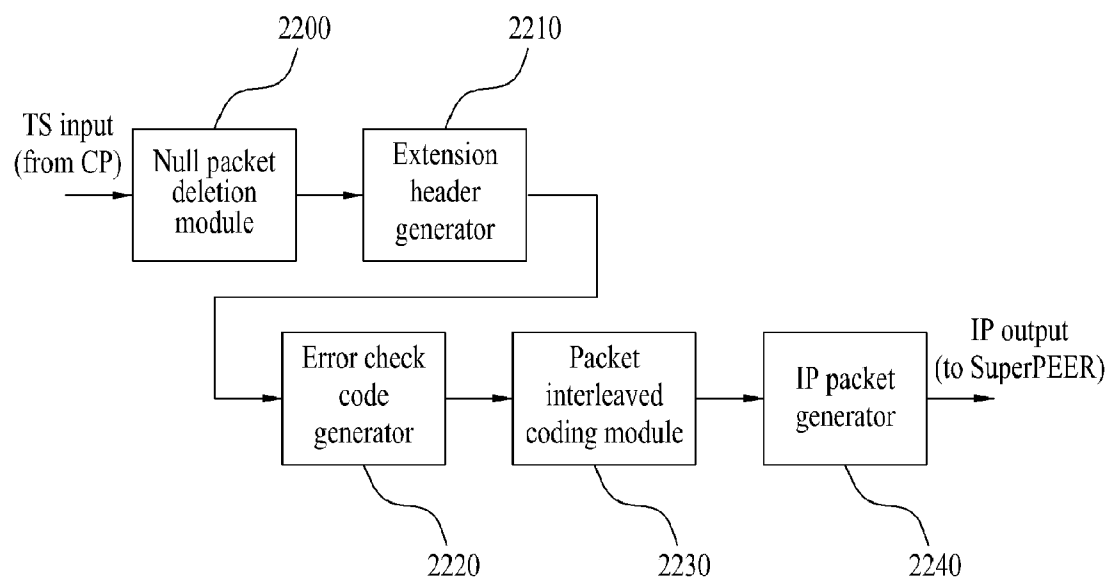 2200
2210
TS input
(from CP)
Null packet
deletion
module
Extension
header
generator
Error check
code
generator
Packet
interleaved
coding module
IP packet
generator
IP output
(to SuperPEER)
2220
2230
2240